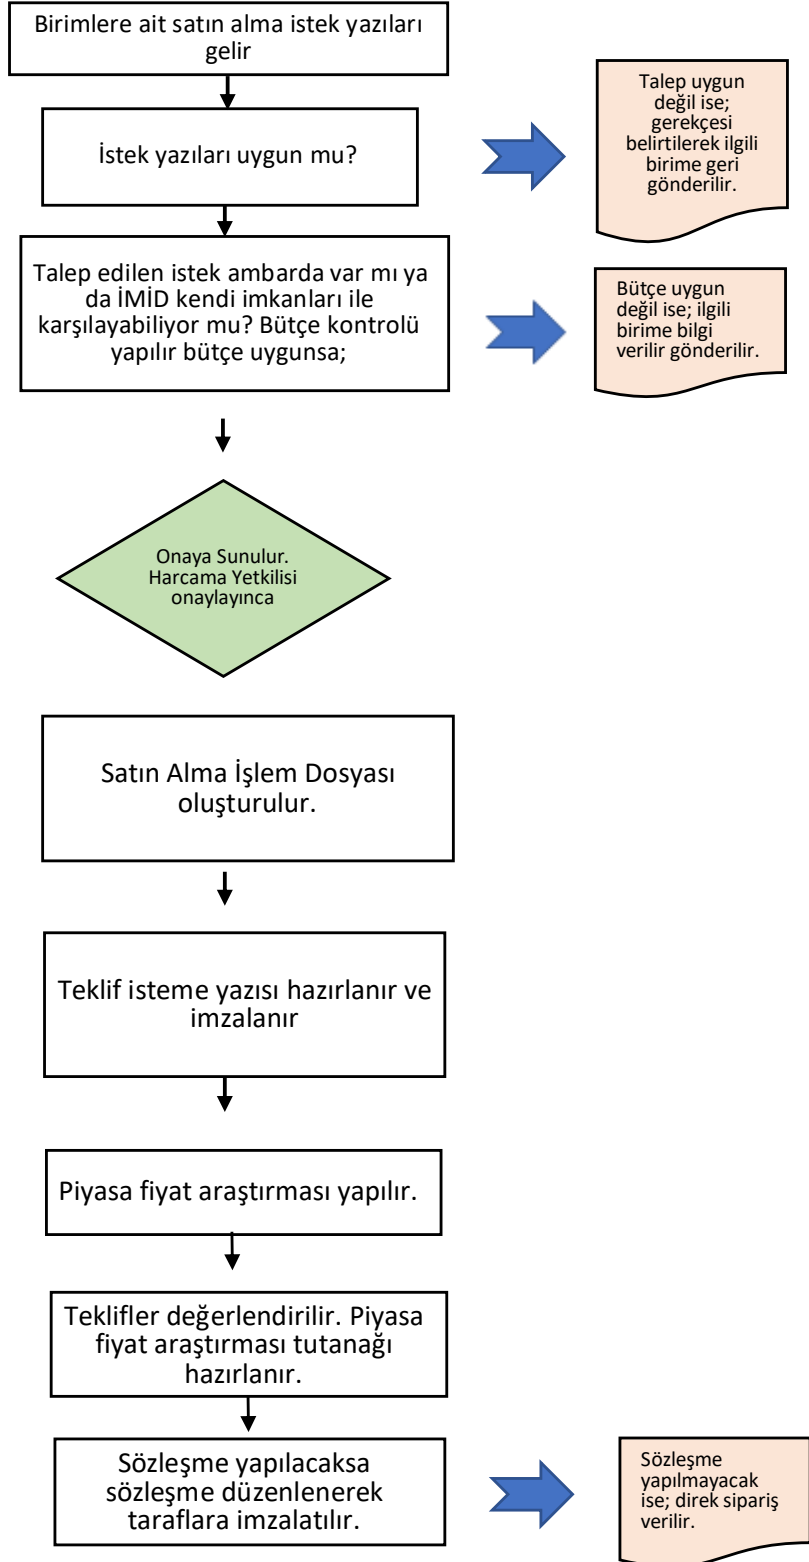 Birimlere ait satın alma istek yazıları
gelir
İstek yazıları uygun mu?
Talep uygun
değil ise;
gerekçesi
belirtilerek ilgili
birime geri
gönderilir.
Talep edilen istek ambarda var mı ya
da İMİD kendi imkanları ile
karşılayabiliyor mu? Bütçe kontrolü
yapılır bütçe uygunsa;
Bütçe uygun
değil ise; ilgili
birime bilgi
verilir gönderilir.
Onaya Sunulur.
Harcama Yetkilisi
onaylayınca
Satın Alma İşlem Dosyası
oluşturulur.
Teklif isteme yazısı hazırlanır ve
imzalanır
Piyasa fiyat araştırması yapılır.
Teklifler değerlendirilir. Piyasa
fiyat araştırması tutanağı
hazırlanır.
Sözleşme yapılacaksa
sözleşme düzenlenerek
taraflara imzalatılır.
Sözleşme
yapılmayacak
ise; direk sipariş
verilir.